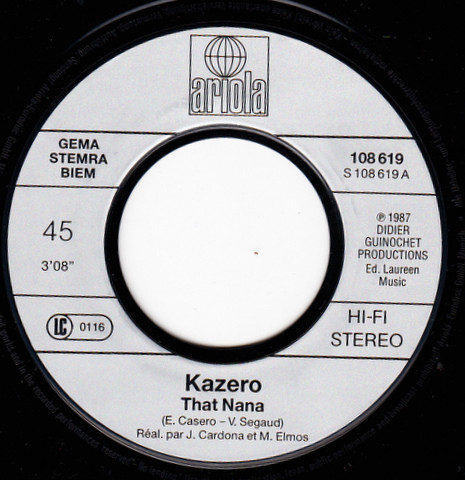 ariola
GEMA
STEMRA
BIEM
108 619
S 108 619 A
45
3'08"
℗ 1987
DIDIER
GUINOCHET
PRODUCTIONS
Ed. Laureen
Music
LC 0116
HI-FI
STEREO
Kazero
That Nana
(E. Casero – V. Segaud)
Réal. par J. Cardona et M. Elmos